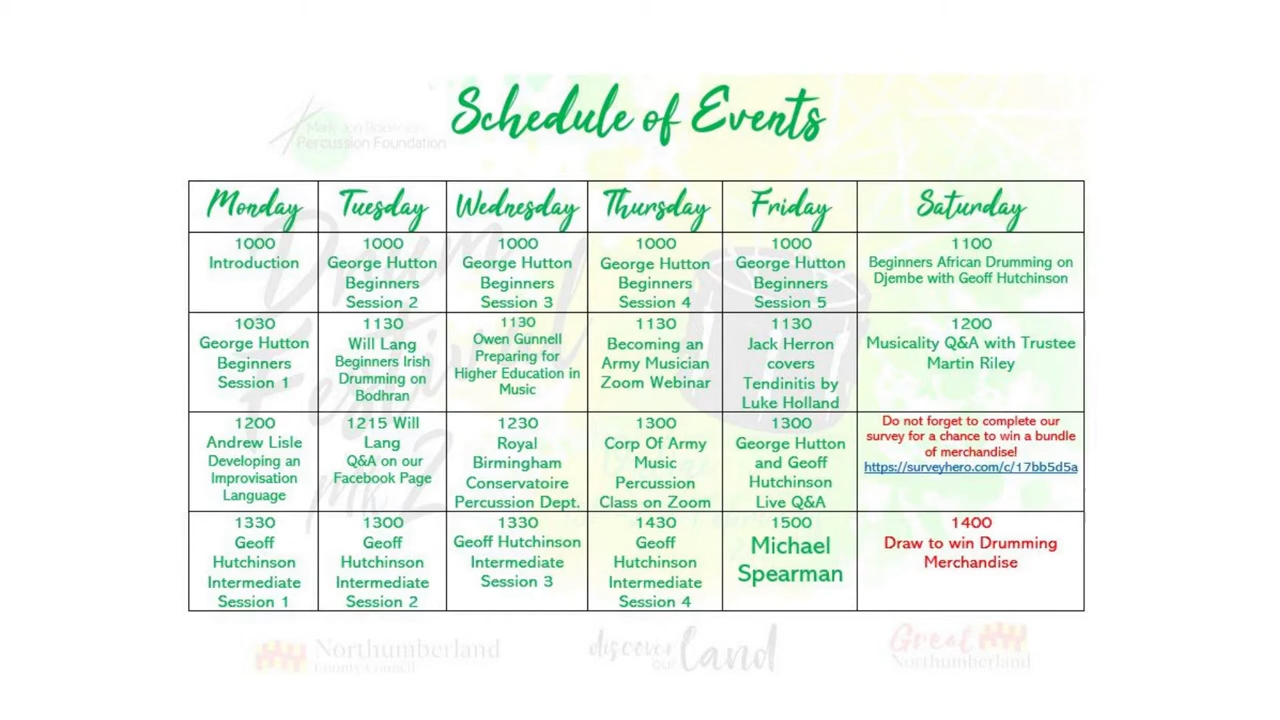 Schedule of Events
Percussion Foundation
Monday
Tuesday
Wednesday
Thursday
Friday
Saturday
1000
Introduction
1000
George Hutton
Beginners
Session 2
1000
George Hutton
Beginners
Session 3
1000
George Hutton
Beginners
Session 4
1000
George Hutton
Beginners
Session 5
1100
Beginners African Drumming on
Djembe with Geoff Hutchinson
1030
George Hutton
Beginners
Session 1
1130
Will Lang
Beginners Irish
Drumming on
Bodhran
1130
Owen Gunnell
Preparing for
Higher Education in
Music
1130
Becoming an
Army Musician
Zoom Webinar
1130
Jack Herron
covers
Tendinitis by
Luke Holland
1200
Musicality Q&A with Trustee
Martin Riley
1200
Andrew Lisle
Developing an
Improvisation
Language
1215 Will
Lang
Q&A on our
Facebook Page
1230
Royal
Birmingham
Conservatoire
Percussion Dept.
1300
Corp Of Army
Music
Percussion
Class on Zoom
1300
George Hutton
and Geoff
Hutchinson
Live Q&A
Do not forget to complete our
survey for a chance to win a bundle
of merchandise!
https://surveyhero.com/c/17bb5d5a
1330
Geoff
Hutchinson
Intermediate
Session 1
1300
Geoff
Hutchinson
Intermediate
Session 2
1330
Geoff Hutchinson
Intermediate
Session 3
1430
Geoff
Hutchinson
Intermediate
Session 4
1500
Michael
Spearman
1400
Draw to win Drumming
Merchandise
Drum
Festival
mk 2
Northumberland
County Council
discover
our land
Great
Northumberland